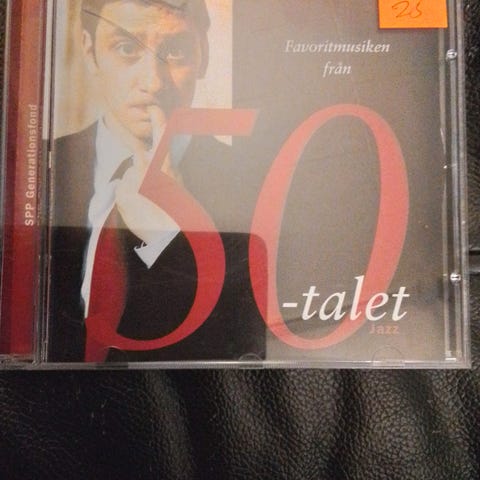 25
Favoritmusiken
från
50
-talet
Jazz
SPP Generationsfond